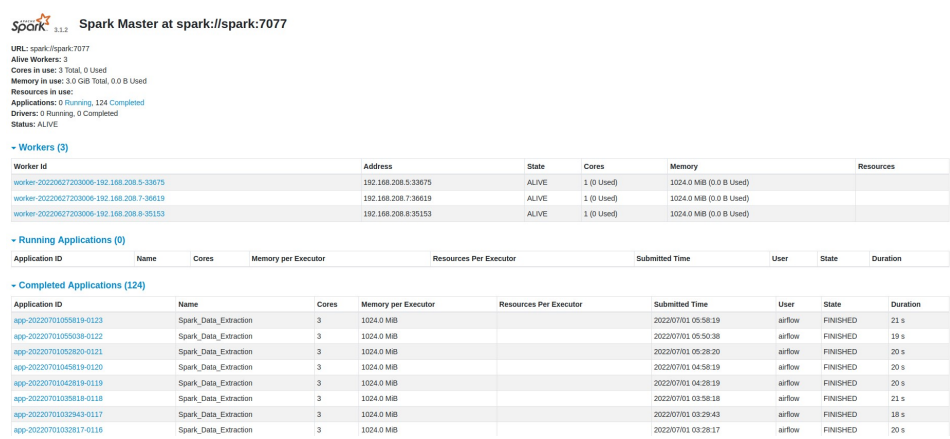 APACHE
Spark 3.1.2 Spark Master at spark://spark:7077
URL: spark://spark:7077
Alive Workers: 3
Cores in use: 3 Total, 0 Used
Memory in use: 3.0 GiB Total, 0.0 B Used
Resources in use:
Applications: 0 Running, 124 Completed
Drivers: 0 Running, 0 Completed
Status: ALIVE
Workers (3)
Worker Id Address State Cores Memory Resources
worker-20220627203006-192.168.208.5-33675 192.168.208.5:33675 ALIVE 1 (0 Used) 1024.0 MiB (0.0 B Used)
worker-20220627203006-192.168.208.7-36619 192.168.208.7:36619 ALIVE 1 (0 Used) 1024.0 MiB (0.0 B Used)
worker-20220627203006-192.168.208.8-35153 192.168.208.8:35153 ALIVE 1 (0 Used) 1024.0 MiB (0.0 B Used)
Running Applications (0)
Application ID Name Cores Memory per Executor Resources Per Executor Submitted Time User State Duration
Completed Applications (124)
Application ID Name Cores Memory per Executor Resources Per Executor Submitted Time User State Duration
app-20220701055819-0123 Spark_Data_Extraction 3 1024.0 MiB 2022/07/01 05:58:19 airflow FINISHED 21 s
app-20220701055038-0122 Spark_Data_Extraction 3 1024.0 MiB 2022/07/01 05:50:38 airflow FINISHED 19 s
app-20220701052820-0121 Spark_Data_Extraction 3 1024.0 MiB 2022/07/01 05:28:20 airflow FINISHED 20 s
app-20220701045819-0120 Spark_Data_Extraction 3 1024.0 MiB 2022/07/01 04:58:19 airflow FINISHED 20 s
app-20220701042819-0119 Spark_Data_Extraction 3 1024.0 MiB 2022/07/01 04:28:19 airflow FINISHED 20 s
app-20220701035818-0118 Spark_Data_Extraction 3 1024.0 MiB 2022/07/01 03:58:18 airflow FINISHED 21 s
app-20220701032943-0117 Spark_Data_Extraction 3 1024.0 MiB 2022/07/01 03:29:43 airflow FINISHED 18 s
app-20220701032817-0116 Spark_Data_Extraction 3 1024.0 MiB 2022/07/01 03:28:17 airflow FINISHED 20 s